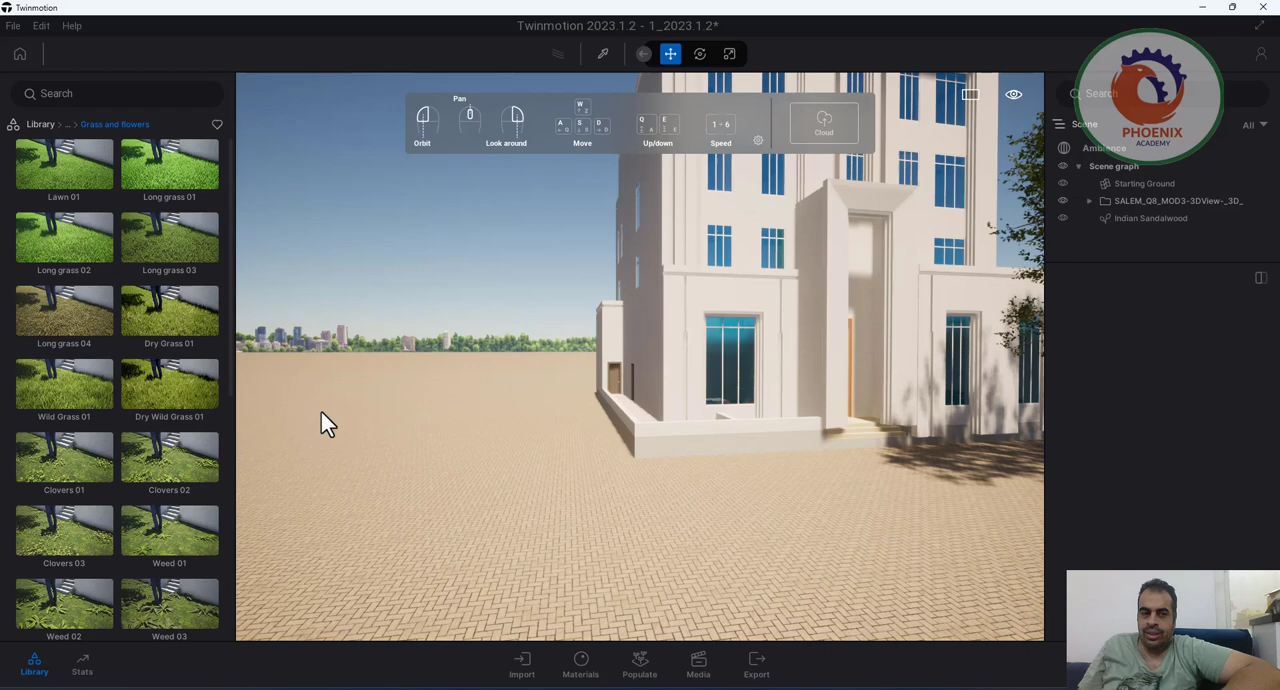 Twinmotion
File Edit Help
Twinmotion 2023.1.2 - 1_2023.1.2*
Search
Library > ... > Grass and flowers
Lawn 01
Long grass 01
Long grass 02
Long grass 03
Long grass 04
Dry Grass 01
Wild Grass 01
Dry Wild Grass 01
Clovers 01
Clovers 02
Clovers 03
Weed 01
Weed 02
Weed 03
Library
Stats
Pan
Orbit
Look around
W
A S D
Move
Q E
Up/down
1 - 6
Speed
Cloud
Search
PHOENIX
ACADEMY
Scene
All
Ambience
Scene graph
Starting Ground
SALEM_Q8_MOD3-3DView-_3D_
Indian Sandalwood
Import
Materials
Populate
Media
Export